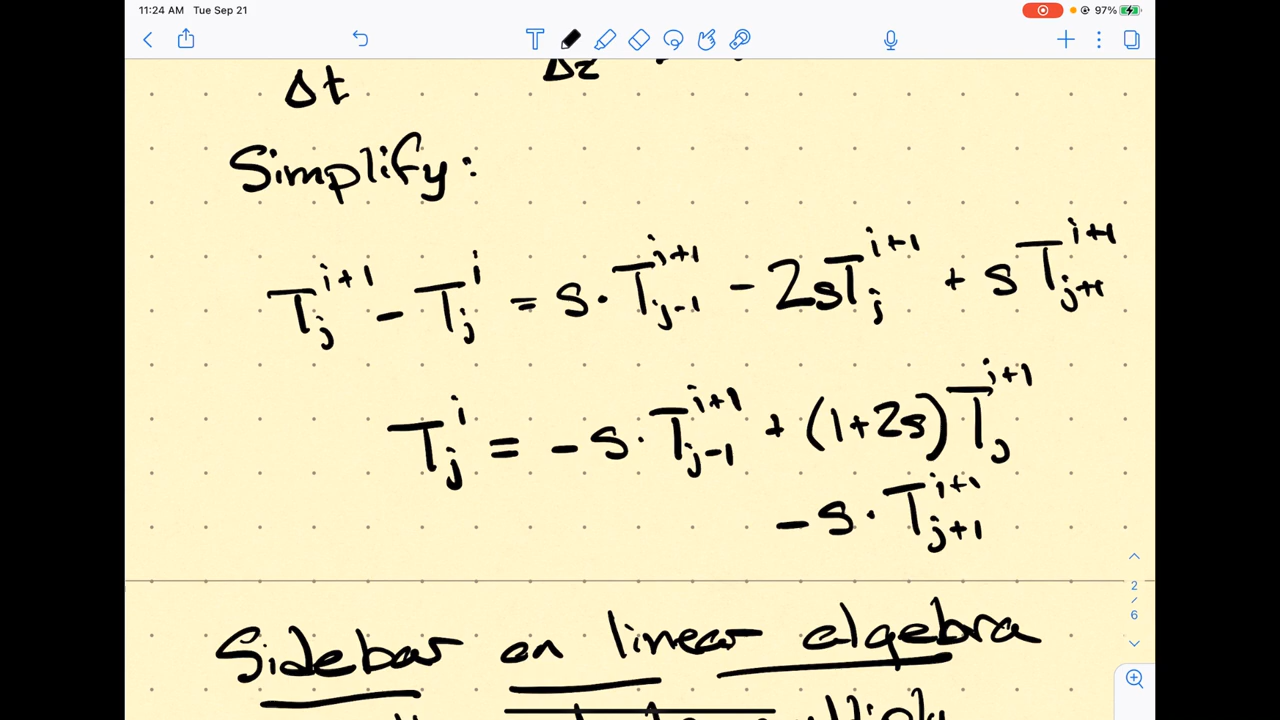 11:24 AM Tue Sep 21 97%
Δt Δz
Simplify:
T_j^{i+1} - T_j^i = s · T_{j-1}^{i+1} - 2sT_j^{i+1} + s T_{j+1}^{i+1}
T_j^i = -s · T_{j-1}^{i+1} + (1+2s) T_j^{i+1}
- s · T_{j+1}^{i+1}
2
/
6
Sidebar on linear algebra